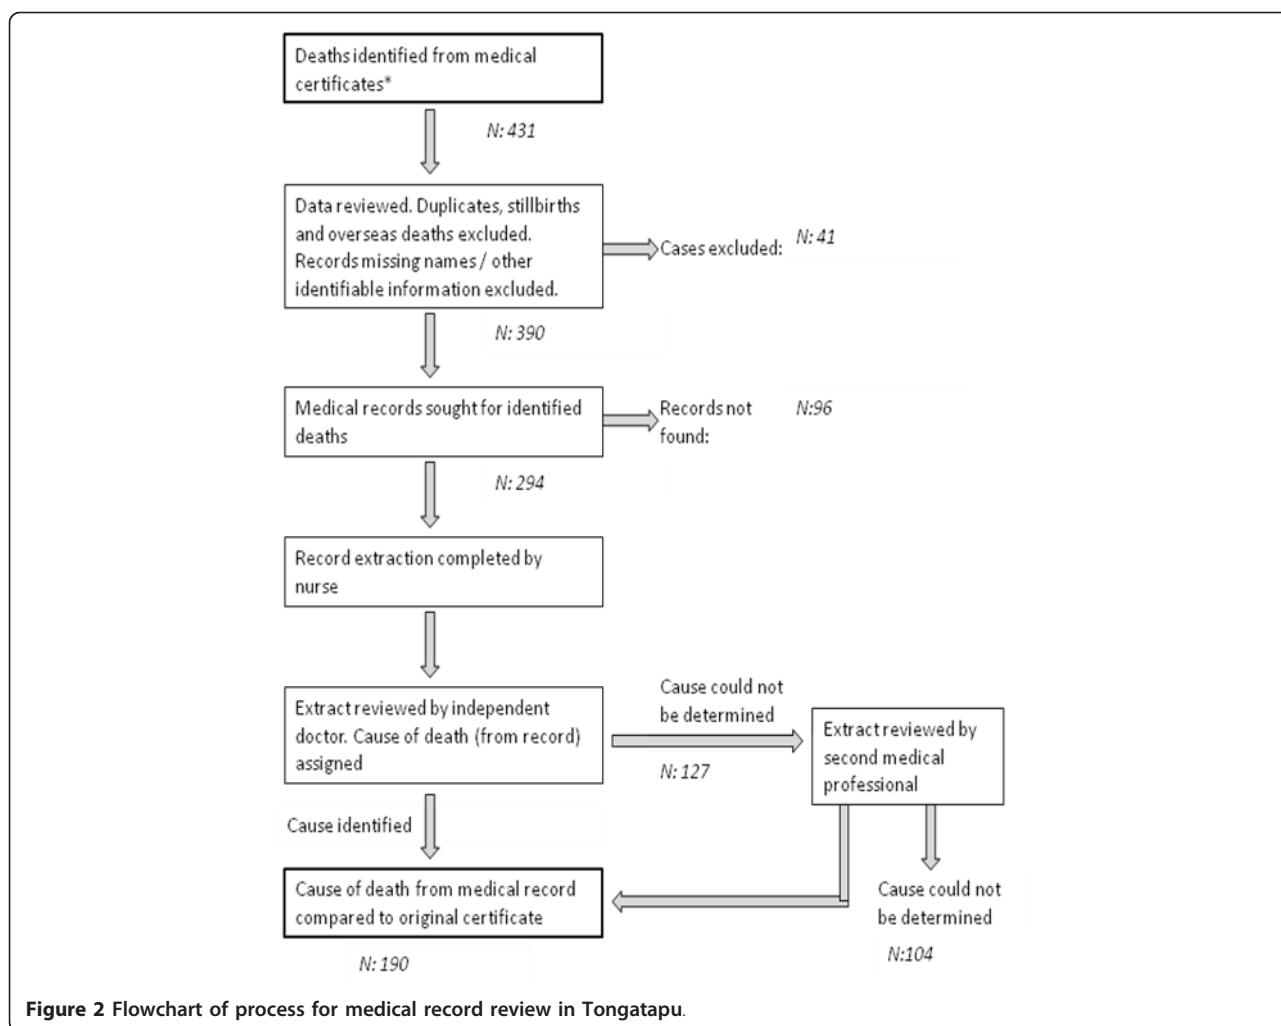 Deaths identified from medical
certificates*
N: 431
Data reviewed. Duplicates, stillbirths
and overseas deaths excluded.
Records missing names / other
identifiable information excluded.
Cases excluded:
N: 41
N: 390
Medical records sought for identified
deaths
Records not
found:
N:96
N: 294
Record extraction completed by
nurse
Extract reviewed by independent
doctor. Cause of death (from record)
assigned
Cause could not
be determined
N: 127
Extract reviewed by
second medical
professional
Cause identified
Cause of death from medical record
compared to original certificate
N: 190
Cause could not
be determined
N:104
Figure 2 Flowchart of process for medical record review in Tongatapu.